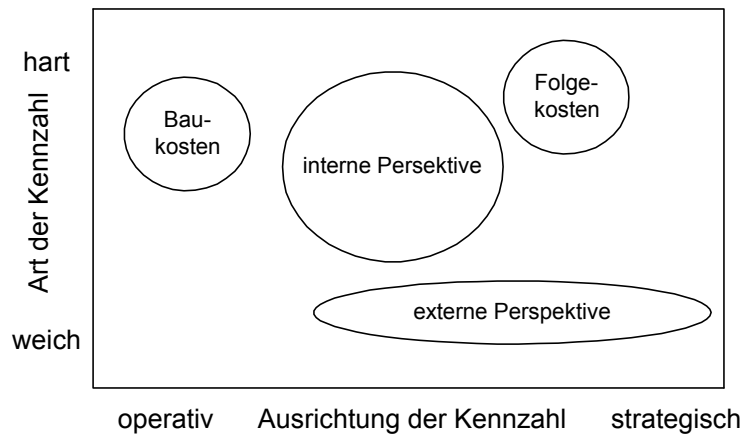 hart
Folge-
kosten
Bau-
kosten
interne Persektive
Art der Kennzahl
externe Perspektive
weich
operativ Ausrichtung der Kennzahl strategisch